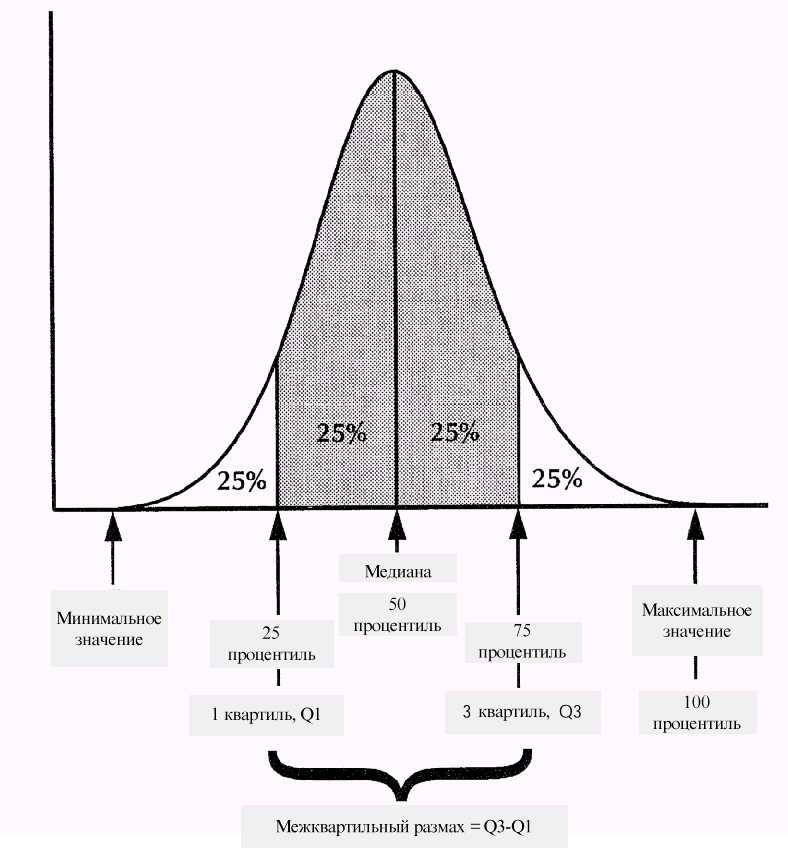 25%
25%
25%
25%
Медиана
Минимальное
значение
50
процентиль
Максимальное
значение
25
процентиль
75
процентиль
1 квартиль, Q1
3 квартиль, Q3
100
процентиль
Межквартильный размах = Q3-Q1